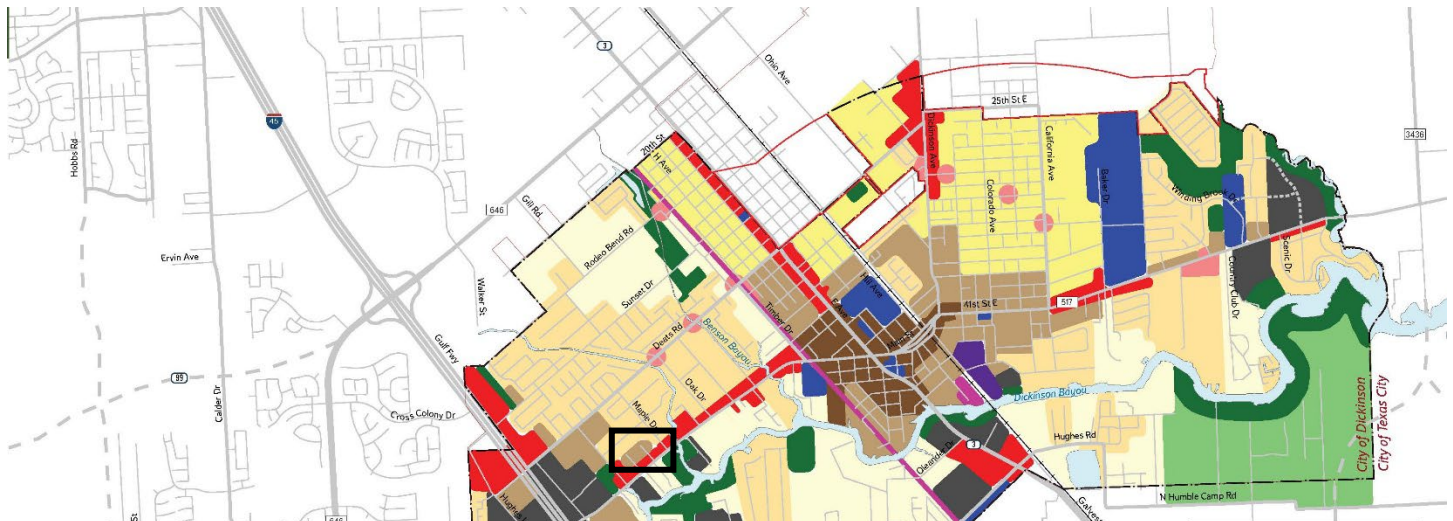 3
Ohio Ave
Hobbs Rd
45
25th St E
3436
20th St
H Ave
Dickinson Ave
California Ave
Baker Dr
Colorado Ave
Gill Rd
646
Rodeo Bend Rd
Ervin Ave
Scenic Dr
Walker St
Sunset Dr
Hill Ave
F Ave
Country Club Dr
41st St E
517
Timber Dr
Deats Rd
Benson Bayou
Gulf Fwy
99
Calder Dr
Oak Dr
Dickinson Bayou
Maple Dr
Cross Colony Dr
Hughes Rd
3
Oleander Dr
City of Dickinson
City of Texas City
N Humble Camp Rd
646